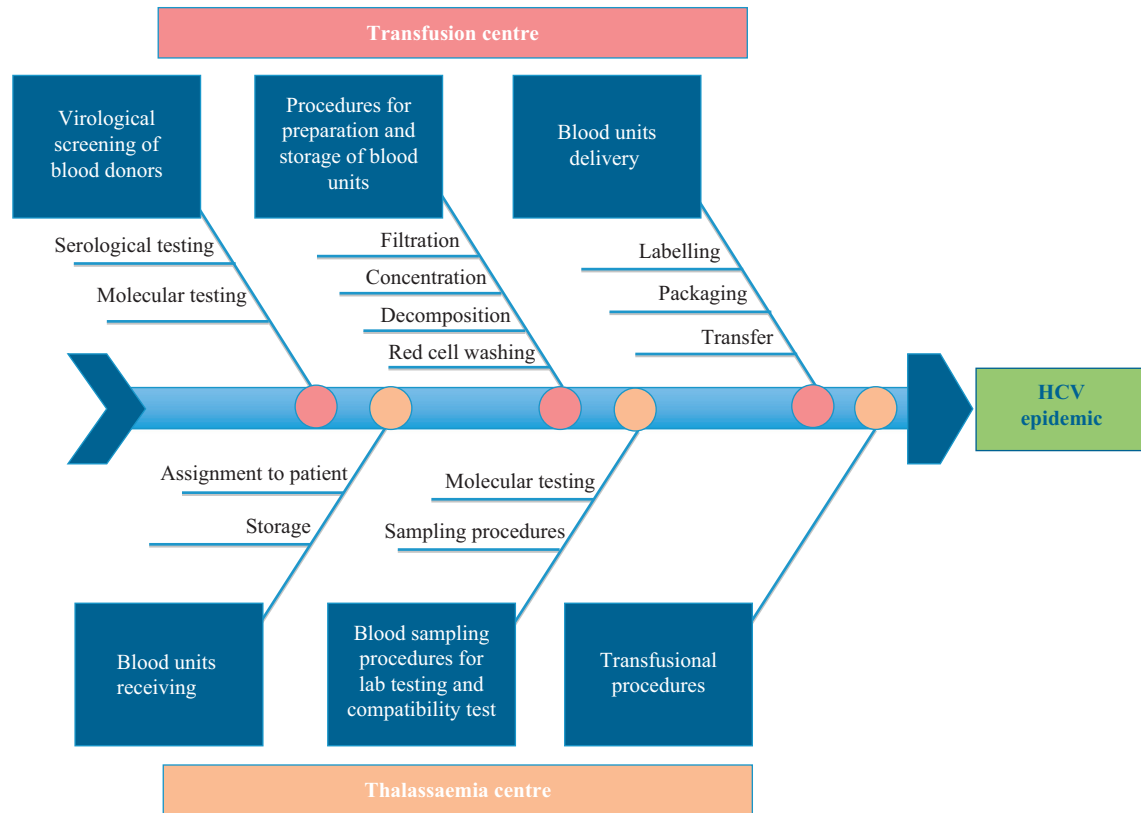 Transfusion centre
Virological
screening of
blood donors
Procedures for
preparation and
storage of blood
units
Blood units
delivery
Serological testing
Molecular testing
Filtration
Concentration
Decomposition
Red cell washing
Labelling
Packaging
Transfer
HCV
epidemic
Assignment to patient
Storage
Molecular testing
Sampling procedures
Blood units
receiving
Blood sampling
procedures for
lab testing and
compatibility test
Transfusional
procedures
Thalassaemia centre